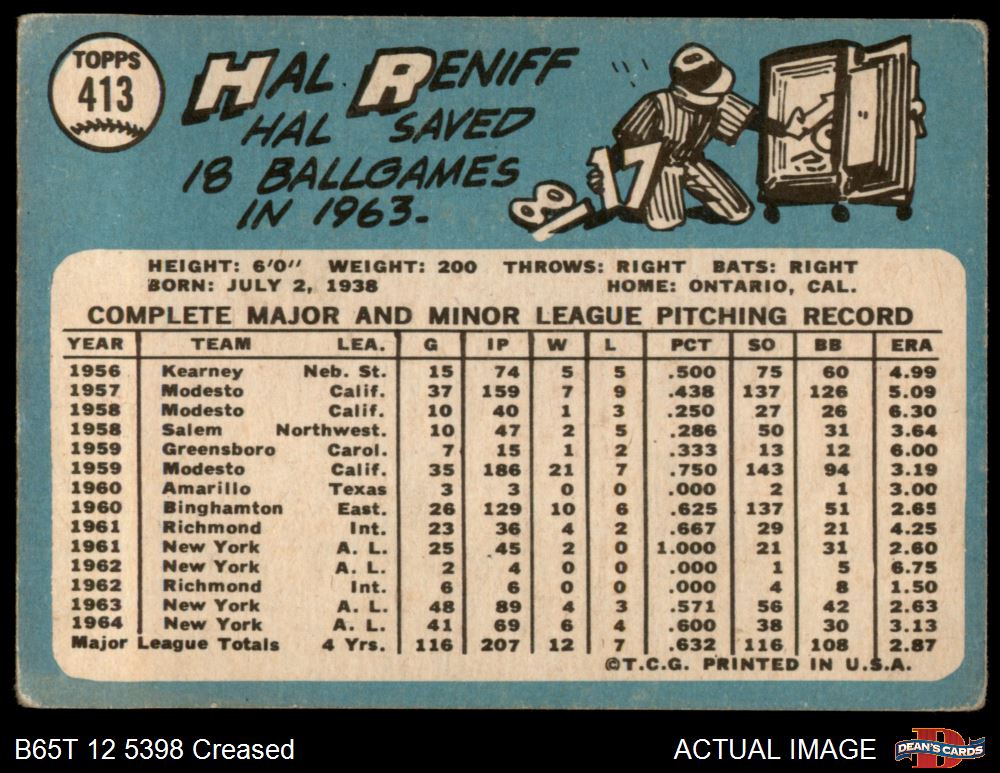 TOPPS
413
HAL RENIFF
HAL SAVED
18 BALLGAMES
IN 1963.
18 17
HEIGHT: 6'0" WEIGHT: 200 THROWS: RIGHT BATS: RIGHT
BORN: JULY 2, 1938 HOME: ONTARIO, CAL.
COMPLETE MAJOR AND MINOR LEAGUE PITCHING RECORD
YEAR TEAM LEA. G IP W L PCT SO BB ERA
1956 Kearney Neb. St. 15 74 5 5 .500 75 60 4.99
1957 Modesto Calif. 37 159 7 9 .438 137 126 5.09
1958 Modesto Calif. 10 40 1 3 .250 27 26 6.30
1958 Salem Northwest. 10 47 2 5 .286 50 31 3.64
1959 Greensboro Carol. 7 15 1 2 .333 13 12 6.00
1959 Modesto Calif. 35 186 21 7 .750 143 94 3.19
1960 Amarillo Texas 3 3 0 0 .000 2 1 3.00
1960 Binghamton East. 26 129 10 6 .625 137 51 2.65
1961 Richmond Int. 23 36 4 2 .667 29 21 4.25
1961 New York A. L. 25 45 2 0 1.000 21 31 2.60
1962 New York A. L. 2 4 0 0 .000 1 5 6.75
1962 Richmond Int. 6 6 0 0 .000 4 8 1.50
1963 New York A. L. 48 89 4 3 .571 56 42 2.63
1964 New York A. L. 41 69 6 4 .600 38 30 3.13
Major League Totals 4 Yrs. 116 207 12 7 .632 116 108 2.87
©T.C.G. PRINTED IN U.S.A.
B65T 12 5398 Creased ACTUAL IMAGE DEAN'S CARDS